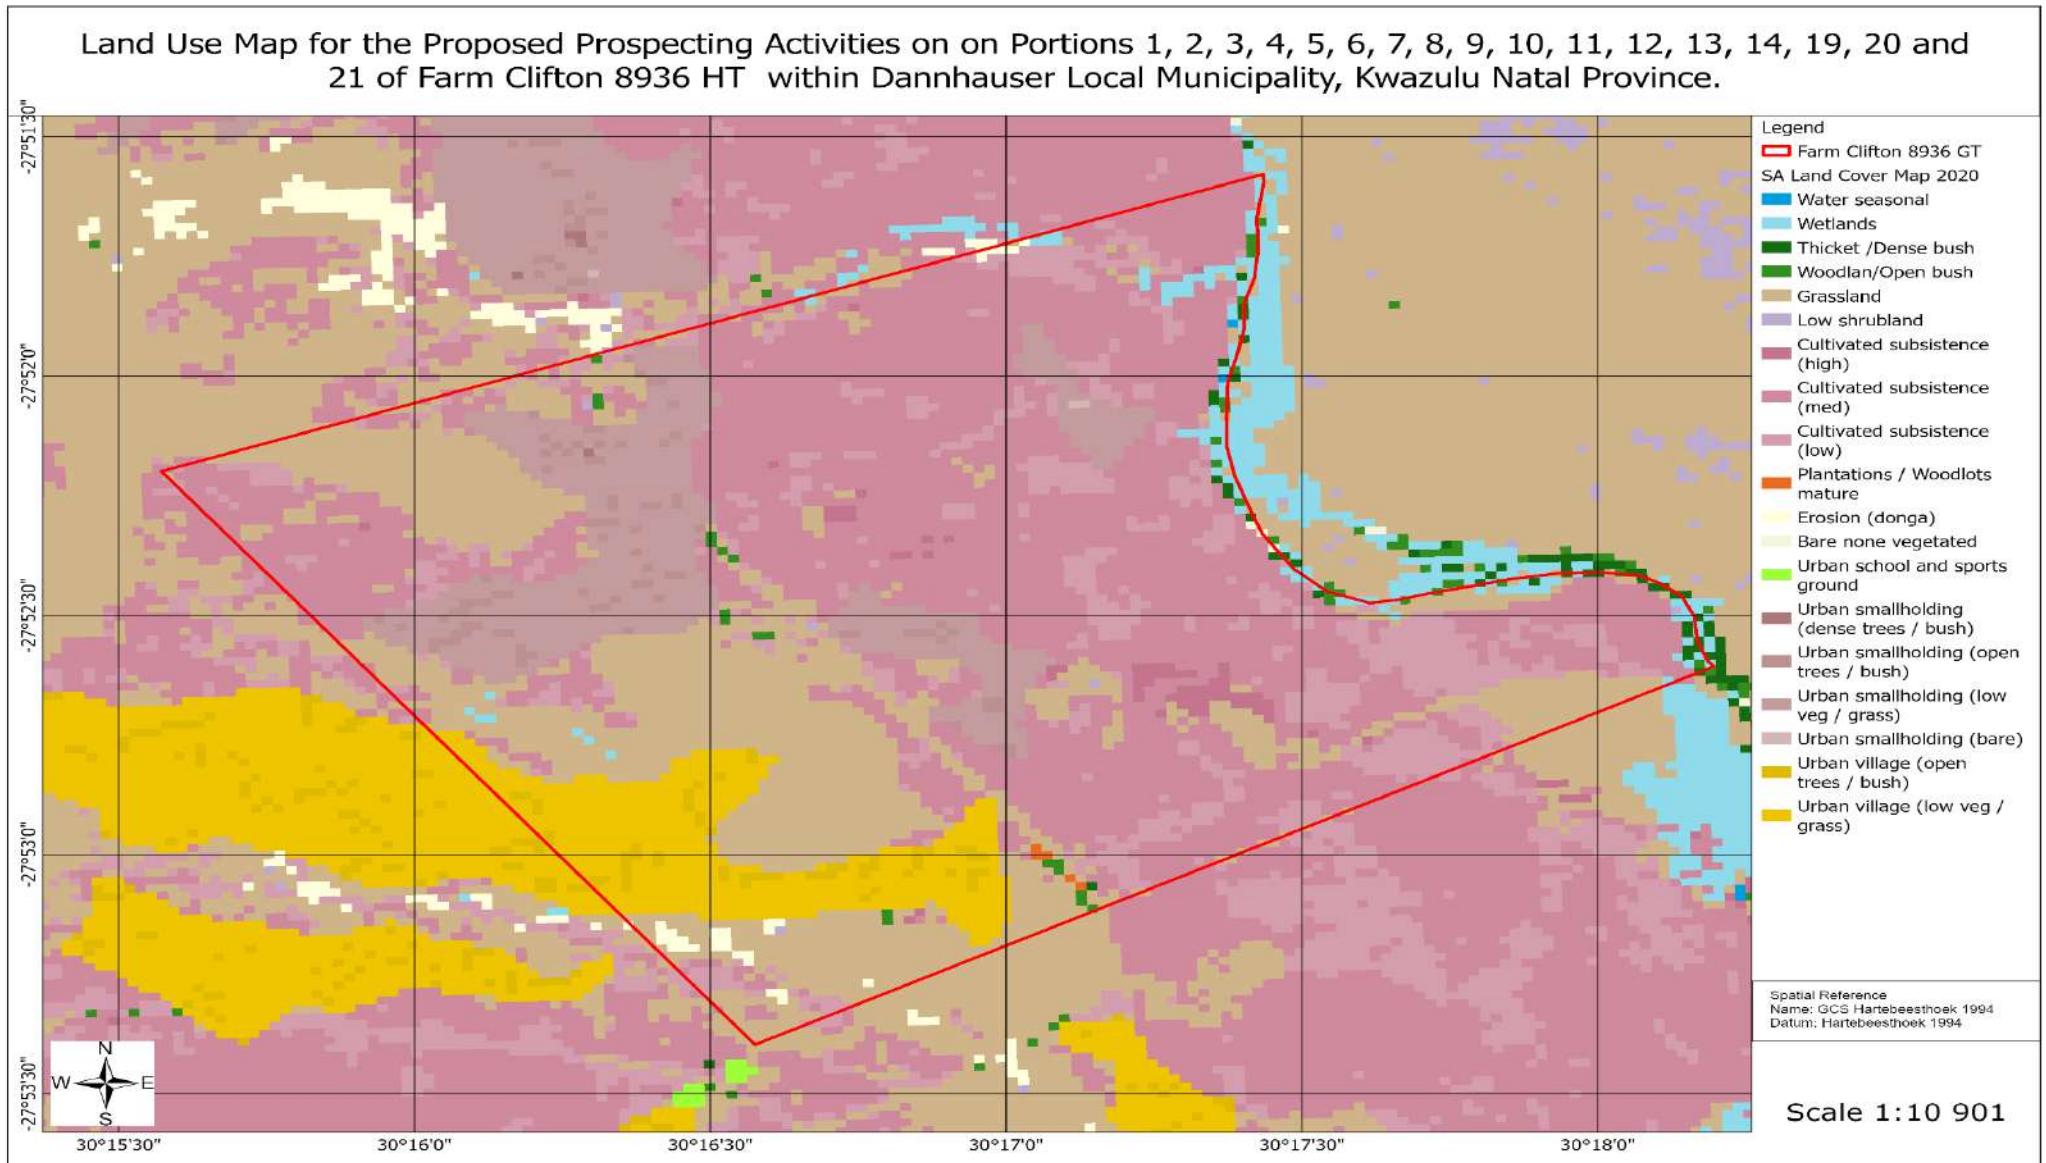 Land Use Map for the Proposed Prospecting Activities on on Portions 1, 2, 3, 4, 5, 6, 7, 8, 9, 10, 11, 12, 13, 14, 19, 20 and
21 of Farm Clifton 8936 HT within Dannhauser Local Municipality, Kwazulu Natal Province.
-27°51'30"
-27°52'0"
-27°52'30"
-27°53'0"
-27°53'30"
Legend
Farm Clifton 8936 GT
SA Land Cover Map 2020
Water seasonal
Wetlands
Thicket /Dense bush
Woodlan/Open bush
Grassland
Low shrubland
Cultivated subsistence
(high)
Cultivated subsistence
(med)
Cultivated subsistence
(low)
Plantations / Woodlots
mature
Erosion (donga)
Bare none vegetated
Urban school and sports
ground
Urban smallholding
(dense trees / bush)
Urban smallholding (open
trees / bush)
Urban smallholding (low
veg / grass)
Urban smallholding (bare)
Urban village (open
trees / bush)
Urban village (low veg /
grass)
Spatial Reference
Name: GCS Hartebeesthoek 1994
Datum: Hartebeesthoek 1994
Scale 1:10 901
N
W E
S
30°15'30" 30°16'0" 30°16'30" 30°17'0" 30°17'30" 30°18'0"